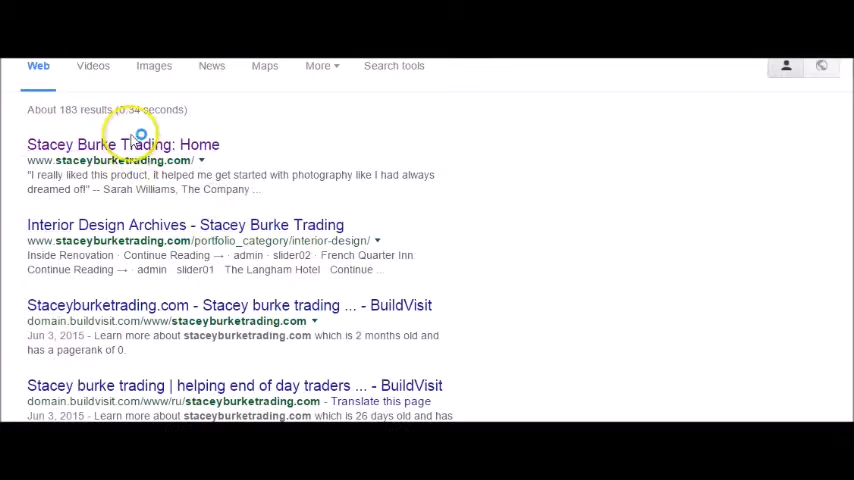 Web Videos Images News Maps More Search tools
About 183 results (0.34 seconds)
Stacey Burke Trading: Home
www.staceyburketrading.com/
"I really liked this product, it helped me get started with photography like I had always
dreamed of!" -- Sarah Williams, The Company ...
Interior Design Archives - Stacey Burke Trading
www.staceyburketrading.com/portfolio_category/interior-design/
Inside Renovation · Continue Reading → · admin · slider02 · French Quarter Inn.
Continue Reading → · admin · slider01 · The Langham Hotel · Continue ...
Staceyburketrading.com - Stacey burke trading ... - BuildVisit
domain.buildvisit.com/www/staceyburketrading.com
Jun 3, 2015 - Learn more about staceyburketrading.com which is 2 months old and
has a pagerank of 0.
Stacey burke trading | helping end of day traders ... - BuildVisit
domain.buildvisit.com/www/ru/staceyburketrading.com - Translate this page
Jun 3, 2015 - Learn more about staceyburketrading.com which is 26 days old and has